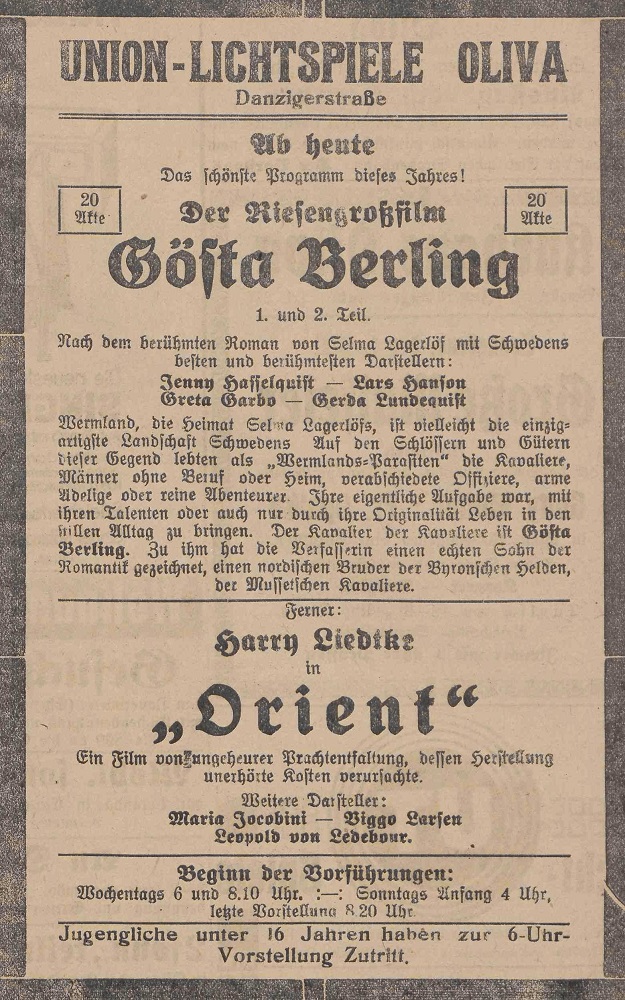 UNION-LICHTSPIELE OLIVA
Danzigerstraße
Ab heute
Das schönste Programm dieses Jahres!
20
Akte
Der Riesengroßfilm
20
Akte
Gösta Berling
1. und 2. Teil.
Nach dem berühmten Roman von Selma Lagerlöf mit Schwedens
besten und berühmtesten Darstellern:
Jenny Hasselquist — Lars Hanson
Greta Garbo — Gerda Lundequist
Wermland, die Heimat Selma Lagerlöfs, ist vielleicht die einzig-
artigste Landschaft Schwedens Auf den Schlössern und Gütern
dieser Gegend lebten als „Wermlands-Parasiten" die Kavaliere,
Männer ohne Beruf oder Heim, verabschiedete Offiziere, arme
Adelige oder reine Abenteurer. Ihre eigentliche Aufgabe war, mit
ihren Talenten oder auch nur durch ihre Originalität Leben in den
stillen Alltag zu bringen. Der Kavalier der Kavaliere ist Gösta
Berling. Zu ihm hat die Verfasserin einen echten Sohn der
Romantik gezeichnet, einen nordischen Bruder der Byronschen Helden,
der Mussetschen Kavaliere.
Ferner:
Harry Liedtke
in
„Orient“
Ein Film von ungeheurer Prachtentfaltung, dessen Herstellung
unerhörte Kosten verursachte.
Weitere Darsteller:
Maria Jocobini — Viggo Larsen
Leopold von Ledebour.
Beginn der Vorführungen:
Wochentags 6 und 8.10 Uhr. :—: Sonntags Anfang 4 Uhr,
letzte Vorstellung 8 20 Uhr
Jugengliche unter 16 Jahren haben zur 6-Uhr-
Vorstellung Zutritt.